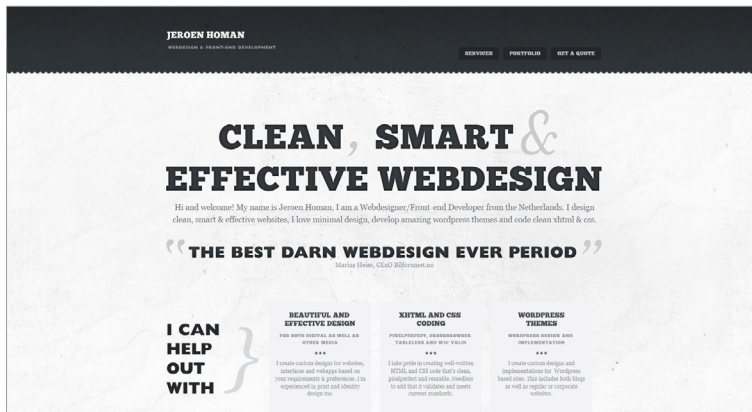 JEROEN HOMAN
WEBDESIGN & FRONT-END DEVELOPMENT
SERVICES PORTFOLIO GET A QUOTE
CLEAN, SMART &
EFFECTIVE WEBDESIGN
Hi and welcome! My name is Jeroen Homan, I am a Webdesigner/Front-end Developer from the Netherlands. I design
clean, smart & effective websites, I love minimal design, develop amazing wordpress themes and code clean xhtml & css.
“ THE BEST DARN WEBDESIGN EVER PERIOD ”
Marius Heist, CExO Bilforumet.no
I CAN
HELP
OUT
WITH
}
BEAUTIFUL AND
EFFECTIVE DESIGN
FOR BOTH DIGITAL AS WELL AS
OTHER MEDIA
I create custom designs for websites,
interfaces and webapps based on
your requirements & preferences. I'm
experienced in print and identity
design too.
XHTML AND CSS
CODING
PIXELPERFECT, CROSSBROWSER
TABLELESS AND W3C VALID
I take pride in creating well-written
HTML and CSS code that's clean,
pixelperfect and reusable. Needless
to add that it validates and meets
current standards.
WORDPRESS
THEMES
WORDPRESS DESIGN AND
IMPLEMENTATION
I create custom designs and
implementations for Wordpress
based sites. This includes both blogs
as well as regular or corporate
websites.